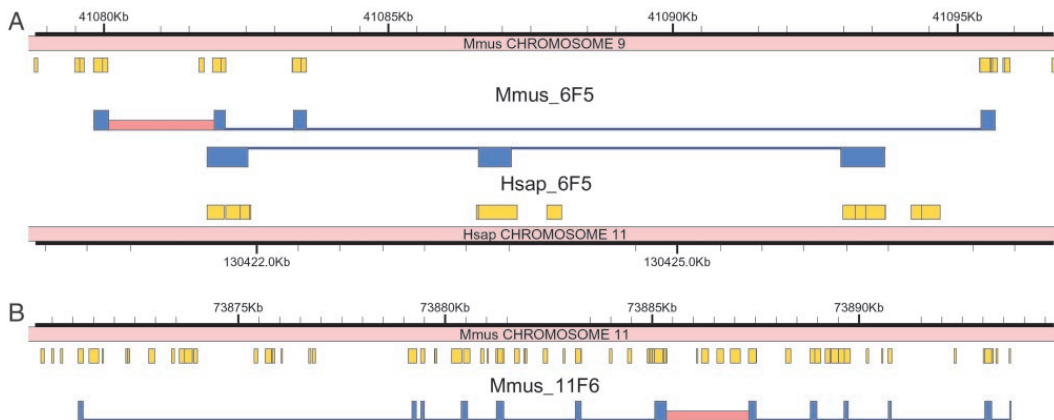 A
41080Kb 41085Kb 41090Kb 41095Kb
Mmus CHROMOSOME 9
Mmus_6F5
Hsap_6F5
Hsap CHROMOSOME 11
130422.0Kb 130425.0Kb
B
73875Kb 73880Kb 73885Kb 73890Kb
Mmus CHROMOSOME 11
Mmus_11F6